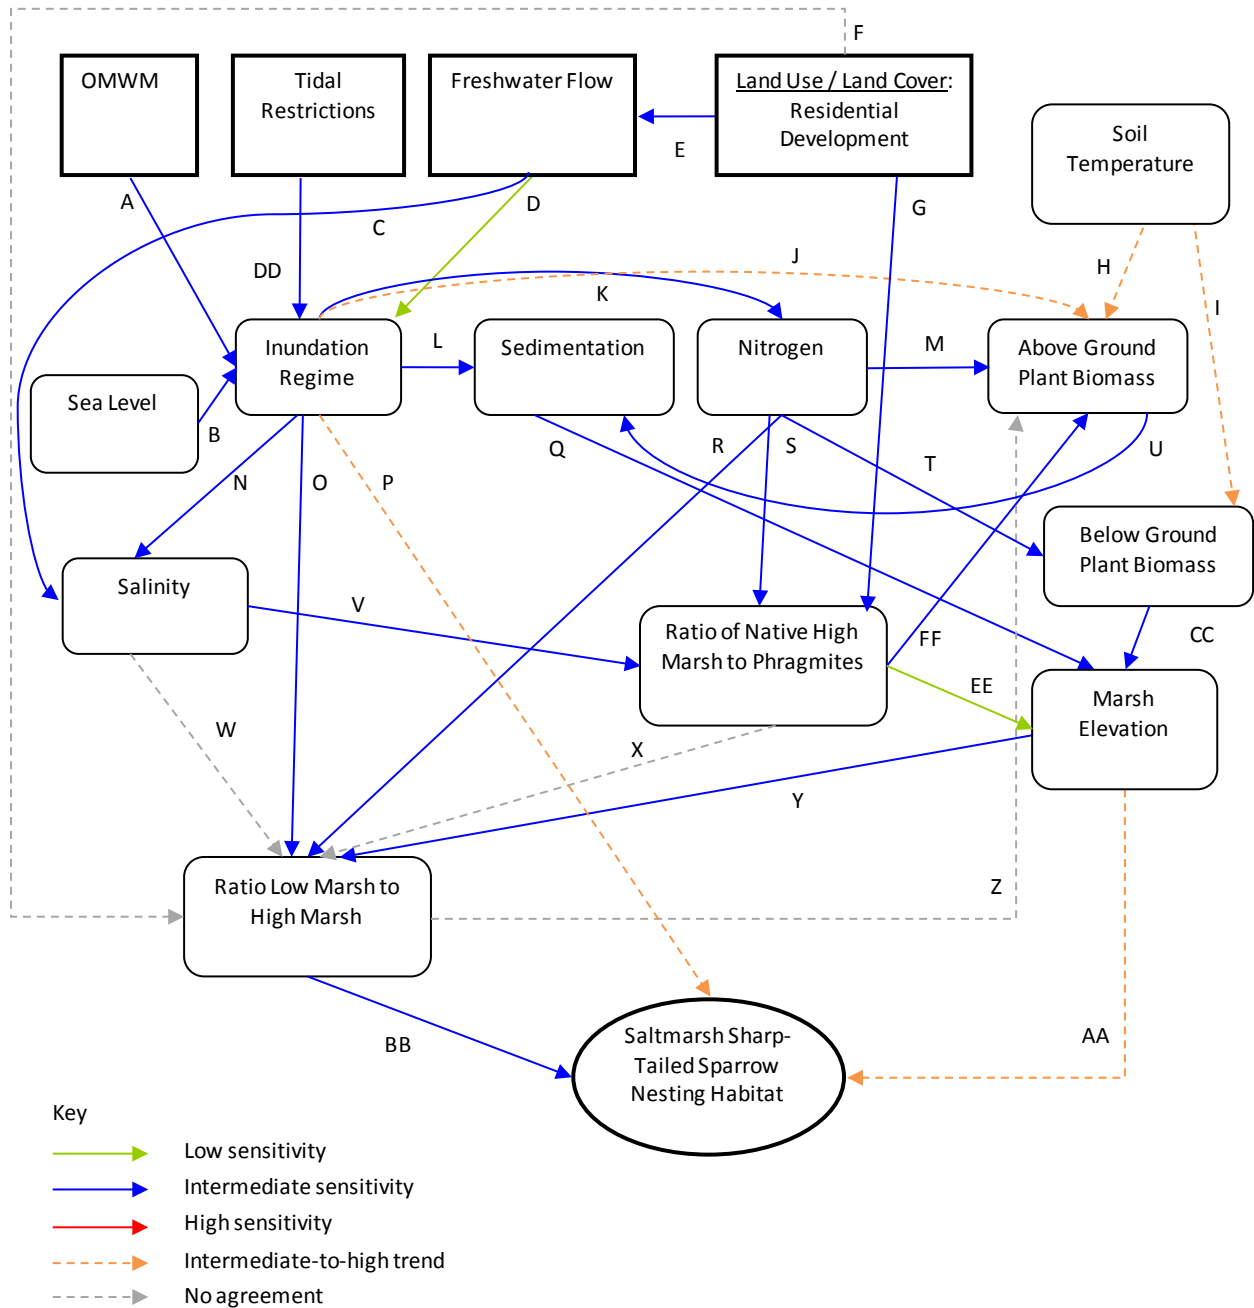 F
OMWM
Tidal
Restrictions
Freshwater Flow
Land Use / Land Cover:
Residential
Development
Soil
Temperature
E
A
C
D
G
DD
J
H
K
I
Inundation
Regime
L
Sedimentation
Nitrogen
M
Above Ground
Plant Biomass
Sea Level
B
N
O
P
Q
R
S
T
U
Below Ground
Plant Biomass
Salinity
V
Ratio of Native High
Marsh to Phragmites
FF
CC
EE
Marsh
Elevation
W
X
Y
Ratio Low Marsh to
High Marsh
Z
BB
Saltmarsh Sharp-
Tailed Sparrow
Nesting Habitat
AA
Key
Low sensitivity
Intermediate sensitivity
High sensitivity
Intermediate-to-high trend
No agreement